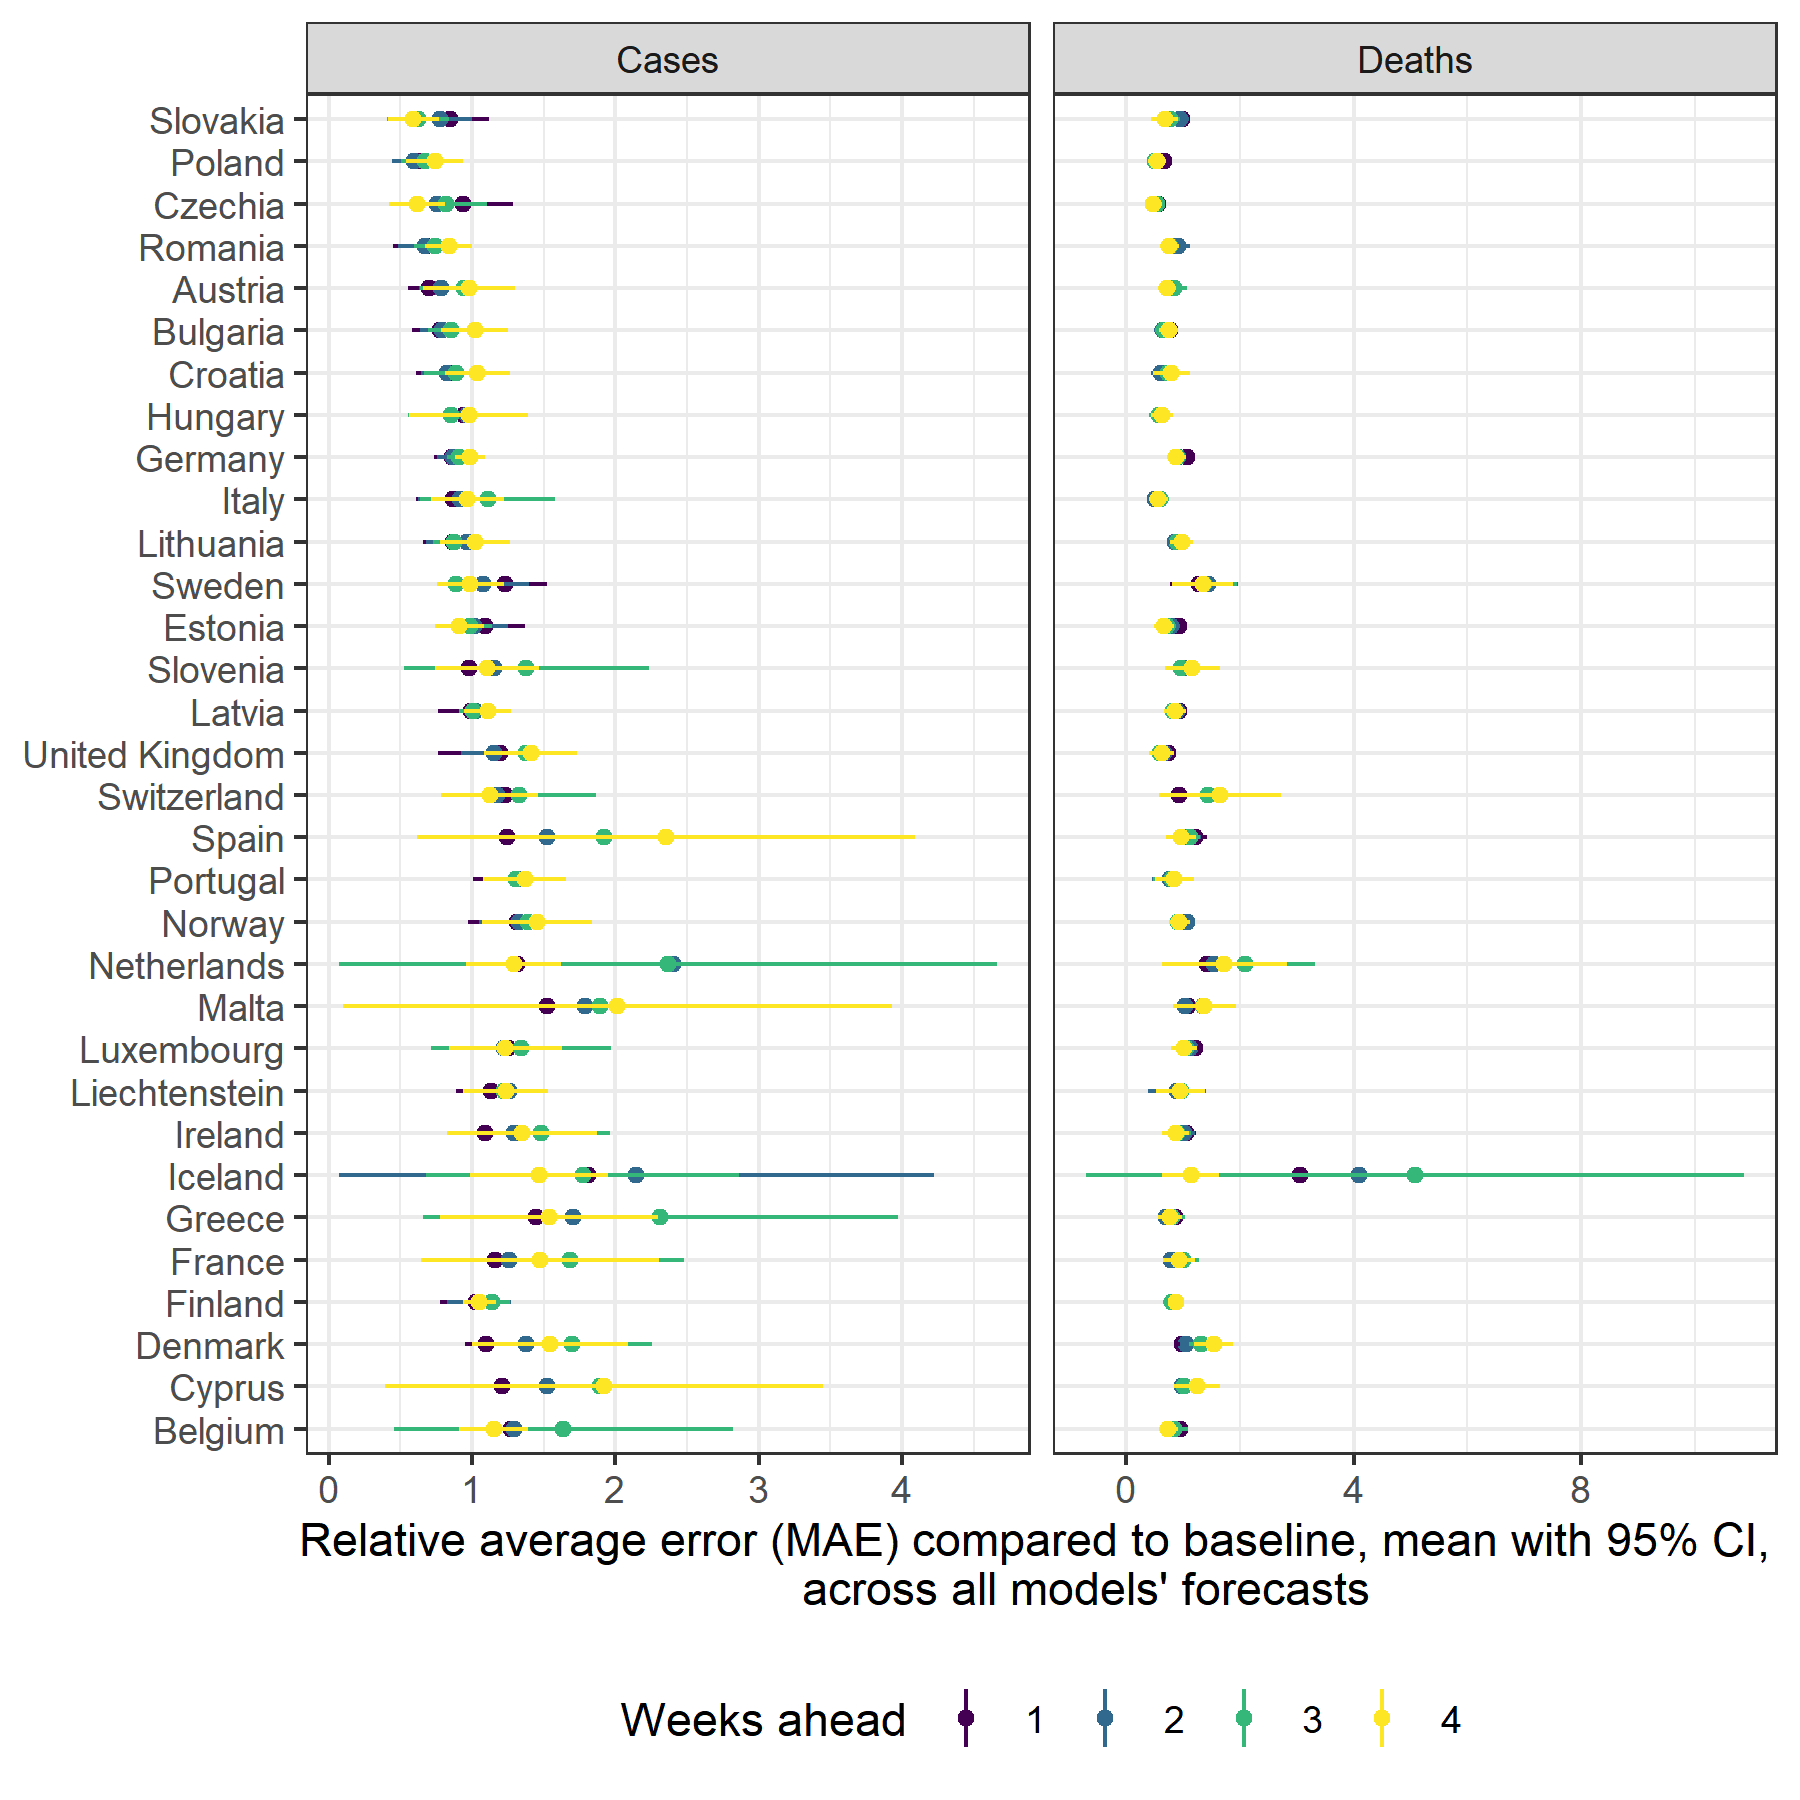 Cases
Deaths
Slovakia
Poland
Czechia
Romania
Austria
Bulgaria
Croatia
Hungary
Germany
Italy
Lithuania
Sweden
Estonia
Slovenia
Latvia
United Kingdom
Switzerland
Spain
Portugal
Norway
Netherlands
Malta
Luxembourg
Liechtenstein
Ireland
Iceland
Greece
France
Finland
Denmark
Cyprus
Belgium
0 1 2 3 4
0 4 8
Relative average error (MAE) compared to baseline, mean with 95% CI,
across all models' forecasts
Weeks ahead 1 2 3 4